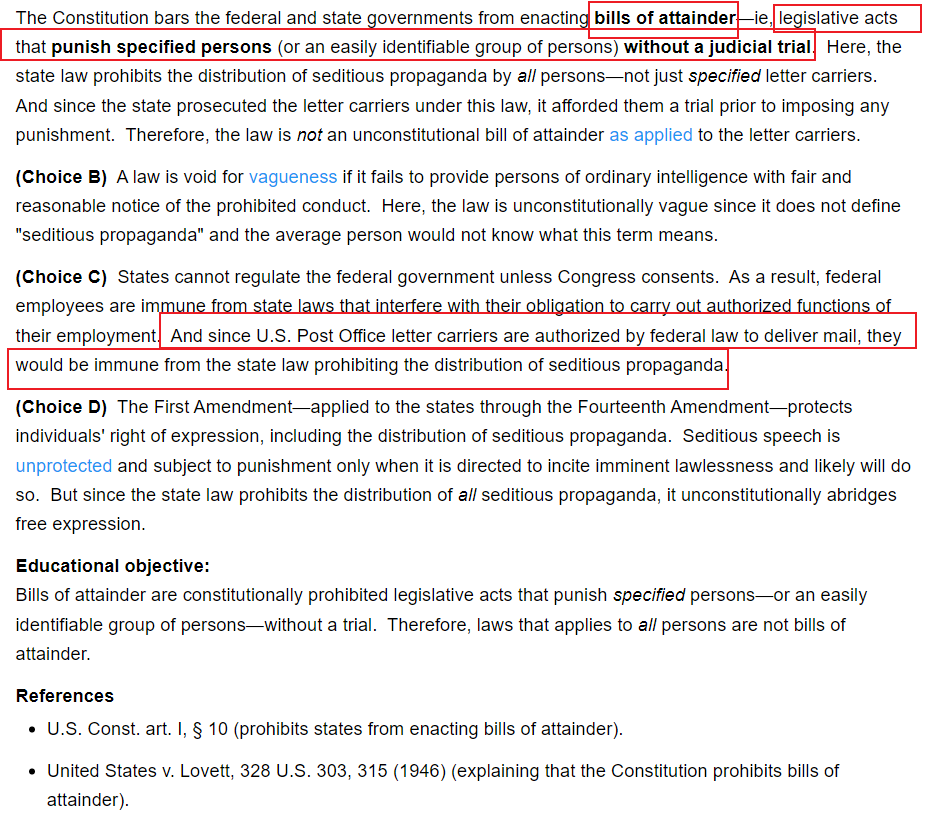 The Constitution bars the federal and state governments from enacting bills of attainder—ie, legislative acts
that punish specified persons (or an easily identifiable group of persons) without a judicial trial. Here, the
state law prohibits the distribution of seditious propaganda by all persons—not just specified letter carriers.
And since the state prosecuted the letter carriers under this law, it afforded them a trial prior to imposing any
punishment. Therefore, the law is not an unconstitutional bill of attainder as applied to the letter carriers.
(Choice B) A law is void for vagueness if it fails to provide persons of ordinary intelligence with fair and
reasonable notice of the prohibited conduct. Here, the law is unconstitutionally vague since it does not define
"seditious propaganda" and the average person would not know what this term means.
(Choice C) States cannot regulate the federal government unless Congress consents. As a result, federal
employees are immune from state laws that interfere with their obligation to carry out authorized functions of
their employment. And since U.S. Post Office letter carriers are authorized by federal law to deliver mail, they
would be immune from the state law prohibiting the distribution of seditious propaganda.
(Choice D) The First Amendment—applied to the states through the Fourteenth Amendment—protects
individuals' right of expression, including the distribution of seditious propaganda. Seditious speech is
unprotected and subject to punishment only when it is directed to incite imminent lawlessness and likely will do
so. But since the state law prohibits the distribution of all seditious propaganda, it unconstitutionally abridges
free expression.
Educational objective:
Bills of attainder are constitutionally prohibited legislative acts that punish specified persons—or an easily
identifiable group of persons—without a trial. Therefore, laws that applies to all persons are not bills of
attainder.
References
• U.S. Const. art. I, § 10 (prohibits states from enacting bills of attainder).
• United States v. Lovett, 328 U.S. 303, 315 (1946) (explaining that the Constitution prohibits bills of
attainder).